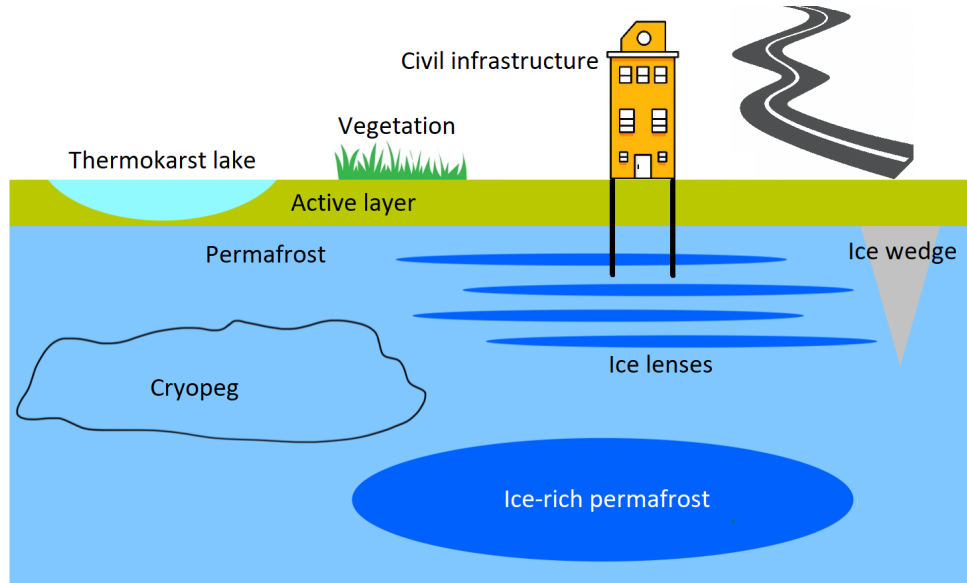 Civil infrastructure
Vegetation
Thermokarst lake
Active layer
Permafrost
Ice wedge
Ice lenses
Cryopeg
Ice-rich permafrost